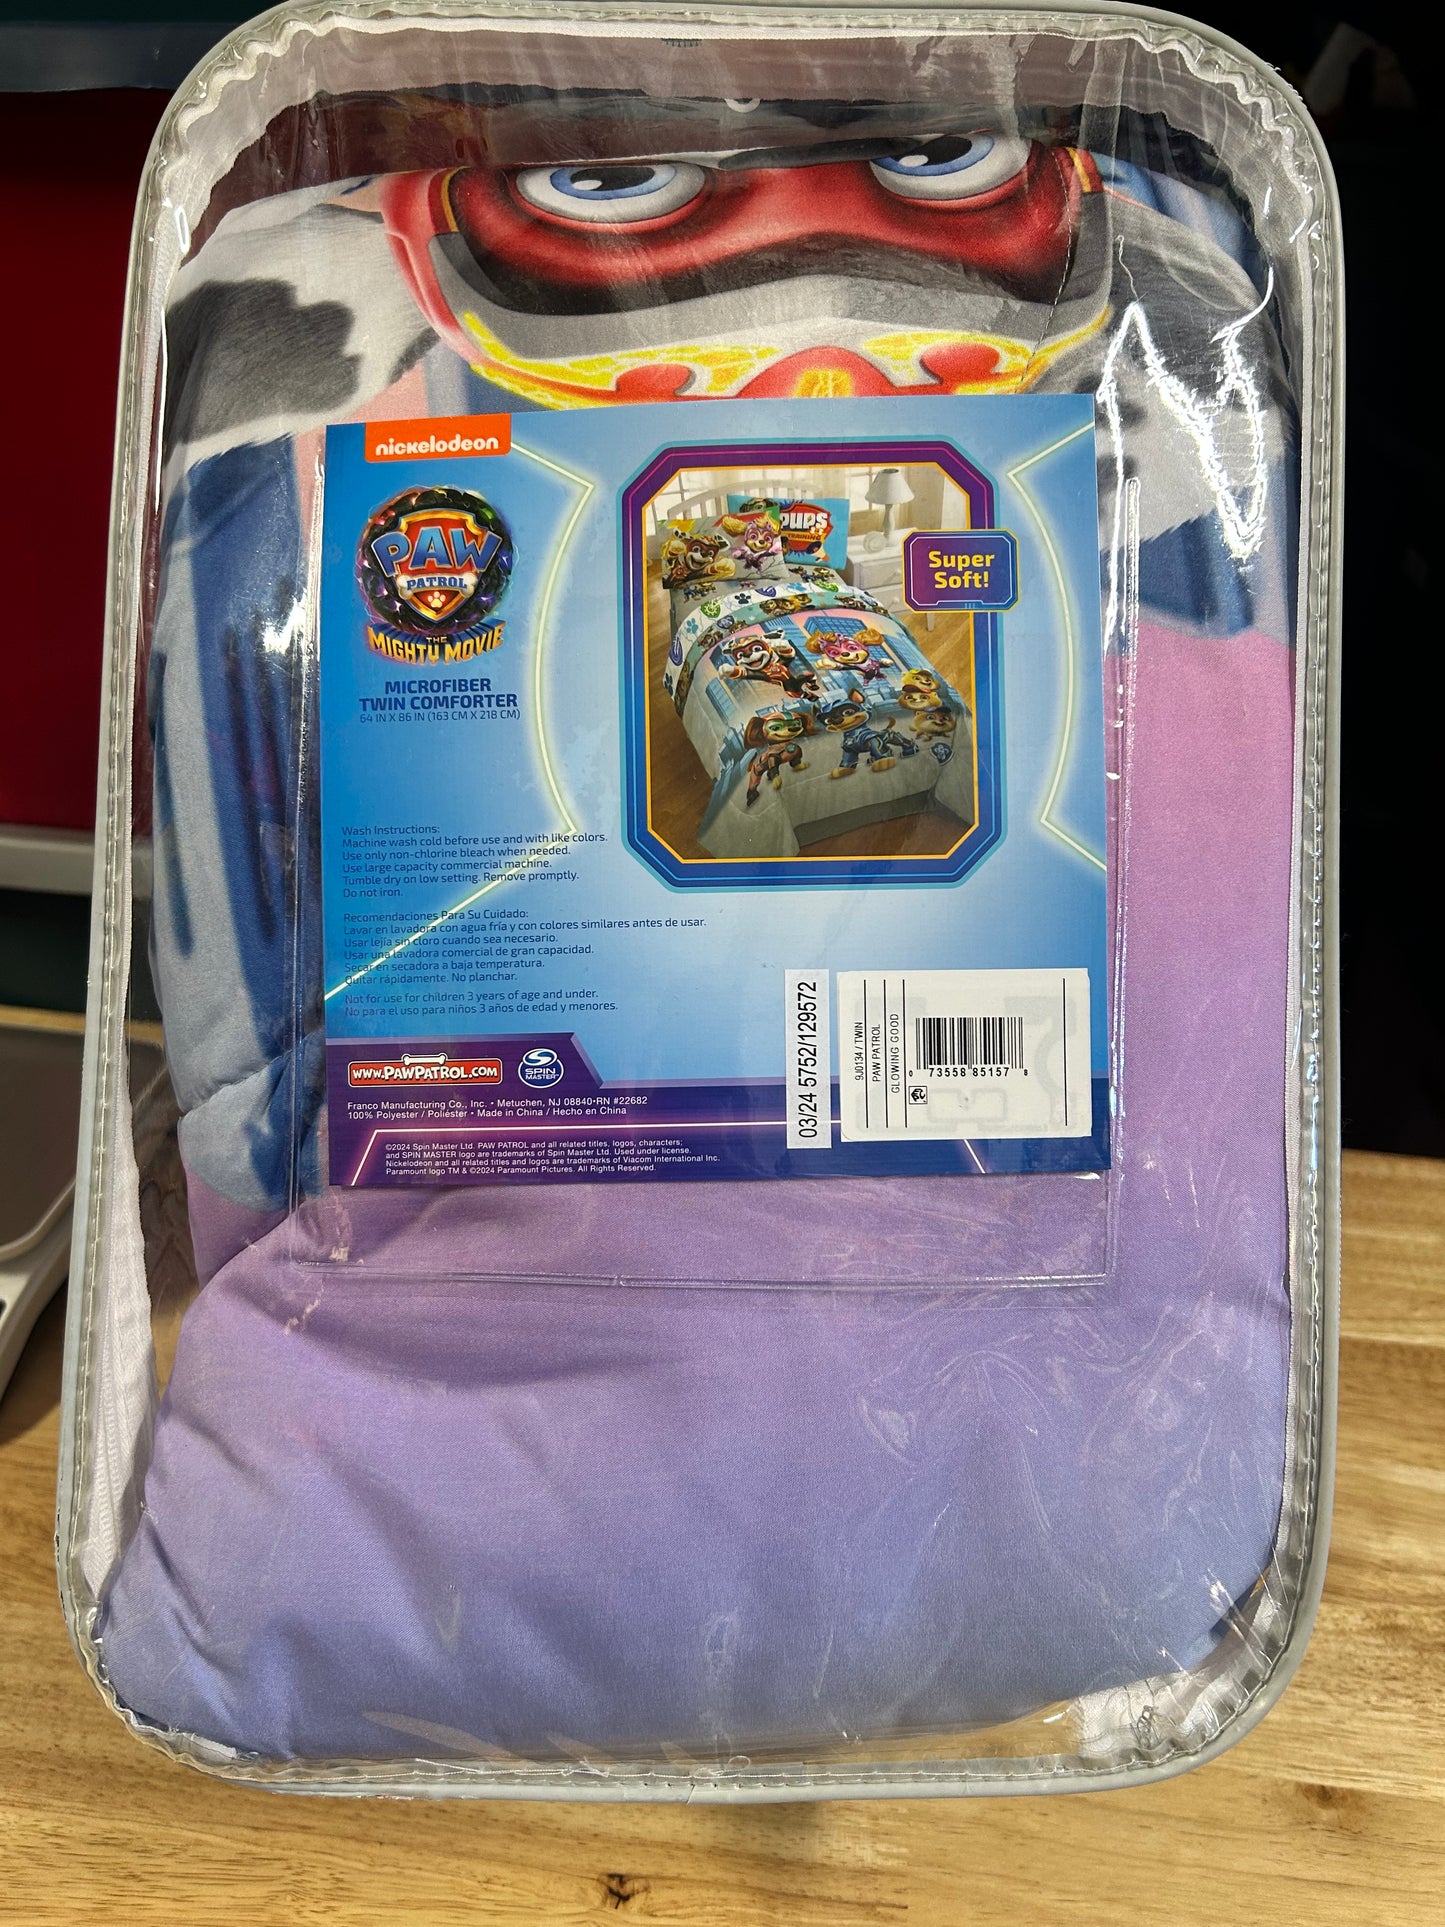 nickelodeon
PAW
PATROL
THE
MIGHTY MOVIE
MICROFIBER
TWIN COMFORTER
64 IN X 86 IN (163 CM X 218 CM)
PUPS
TRAINING
Super
Soft!
Wash Instructions:
Machine wash cold before use and with like colors.
Use only non-chlorine bleach when needed.
Use large capacity commercial machine.
Tumble dry on low setting. Remove promptly.
Do not iron.
Recomendaciones Para Su Cuidado:
Lavar en lavadora con agua fría y con colores similares antes de usar.
Usar lejía sin cloro cuando sea necesario.
Usar una lavadora comercial de gran capacidad.
Secar en secadora a baja temperatura.
Quitar rápidamente. No planchar.
Not for use for children 3 years of age and under.
No para el uso para niños 3 años de edad y menores.
www.PAWPATROL.COM
SPIN
MASTER™
Franco Manufacturing Co., Inc. • Metuchen, NJ 08840•RN #22682
100% Polyester / Poliéster • Made in China / Hecho en China
©2024 Spin Master Ltd. PAW PATROL and all related titles, logos, characters;
and SPIN MASTER logo are trademarks of Spin Master Ltd. Used under license.
Nickelodeon and all related titles and logos are trademarks of Viacom International Inc.
Paramount logo TM & ©2024 Paramount Pictures. All Rights Reserved.
03/24 5752/129572
9J0134 / TWIN
PAW PATROL
GLOWING GOOD
0 73558 85157 8